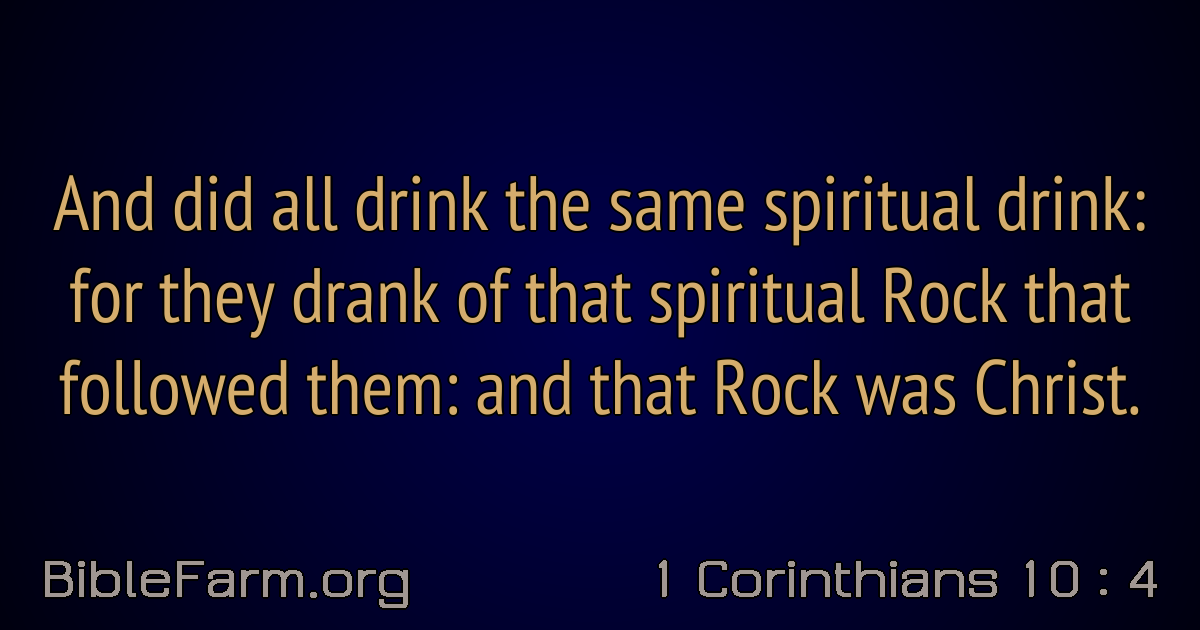 And did all drink the same spiritual drink:
for they drank of that spiritual Rock that
followed them: and that Rock was Christ.
BibleFarm.org
1 Corinthians 10 : 4